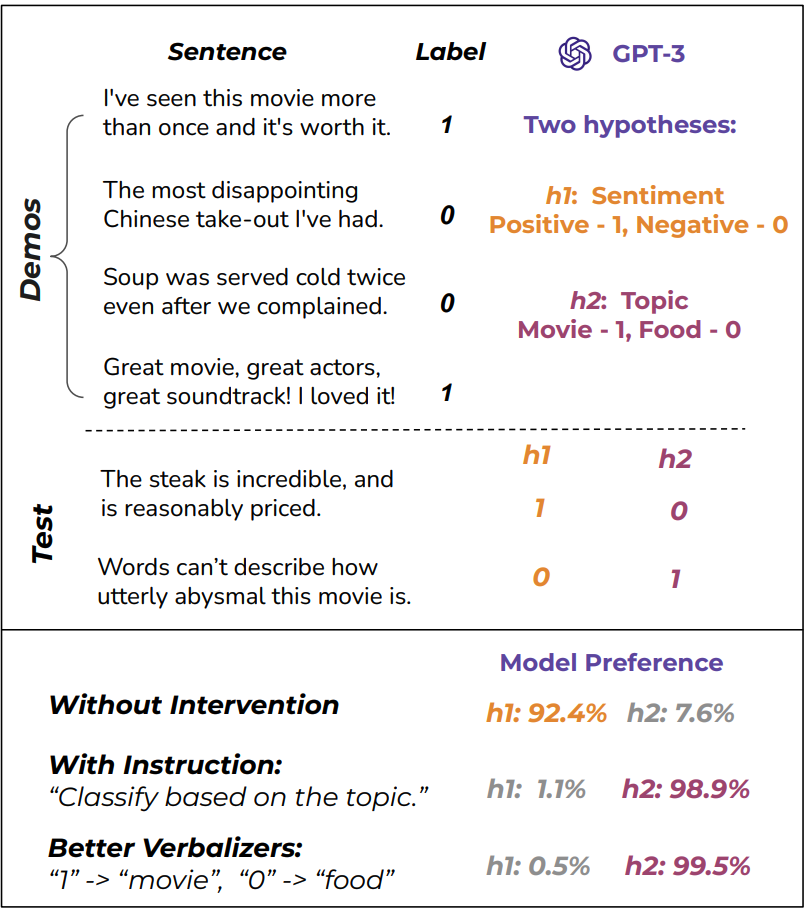 Sentence Label GPT-3
Demos
I've seen this movie more
than once and it's worth it.
1
Two hypotheses:
The most disappointing
Chinese take-out I've had.
0
h1: Sentiment
Positive - 1, Negative - 0
Soup was served cold twice
even after we complained.
0
h2: Topic
Movie - 1, Food - 0
Great movie, great actors,
great soundtrack! I loved it!
1
Test
h1 h2
The steak is incredible, and
is reasonably priced.
1 0
Words can’t describe how
utterly abysmal this movie is.
0 1
Model Preference
Without Intervention h1: 92.4% h2: 7.6%
With Instruction:
“Classify based on the topic.” h1: 1.1% h2: 98.9%
Better Verbalizers:
“1” -> “movie”, “0” -> “food” h1: 0.5% h2: 99.5%